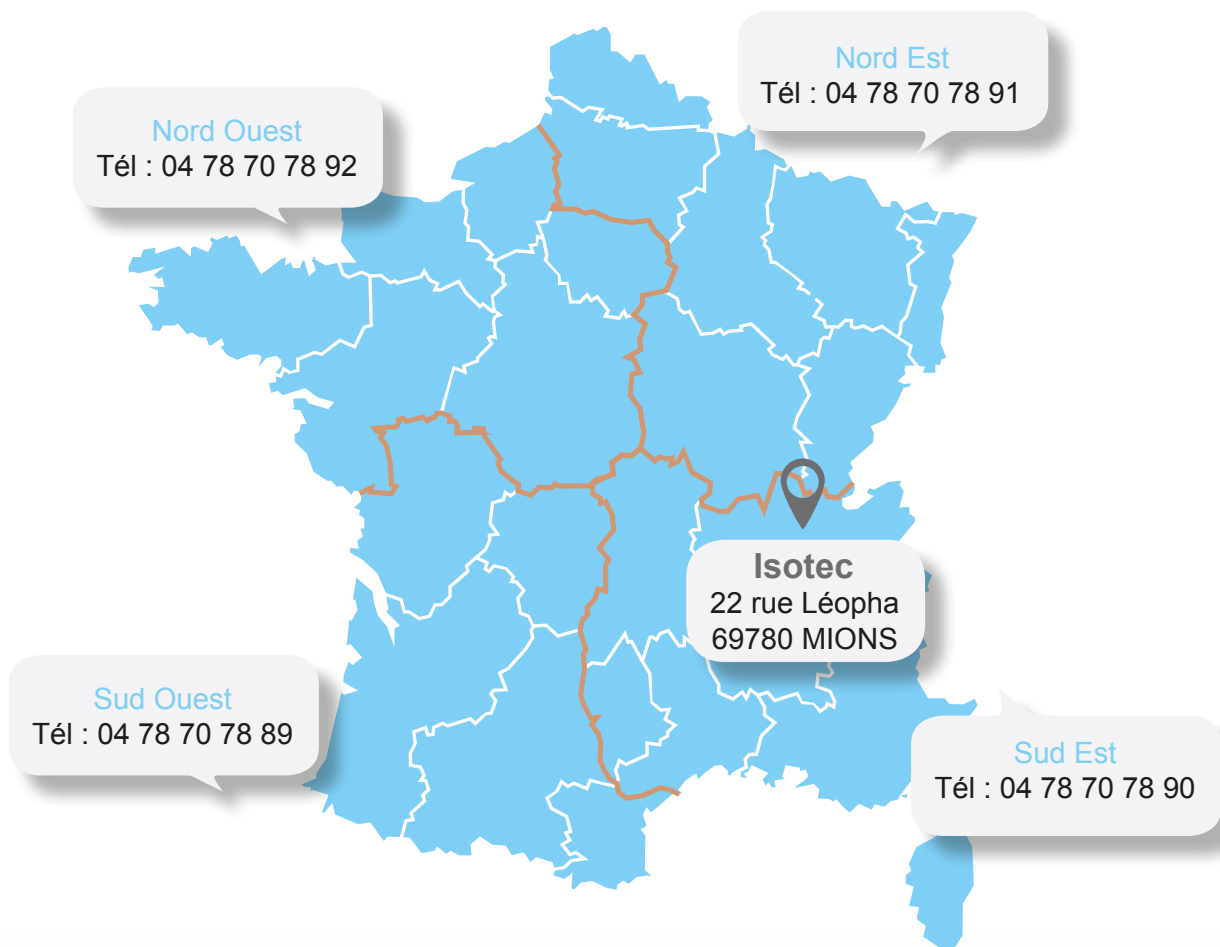 Nord Est
Tél : 04 78 70 78 91
Nord Ouest
Tél : 04 78 70 78 92
Isotec
22 rue Léopha
69780 MIONS
Sud Ouest
Tél : 04 78 70 78 89
Sud Est
Tél : 04 78 70 78 90